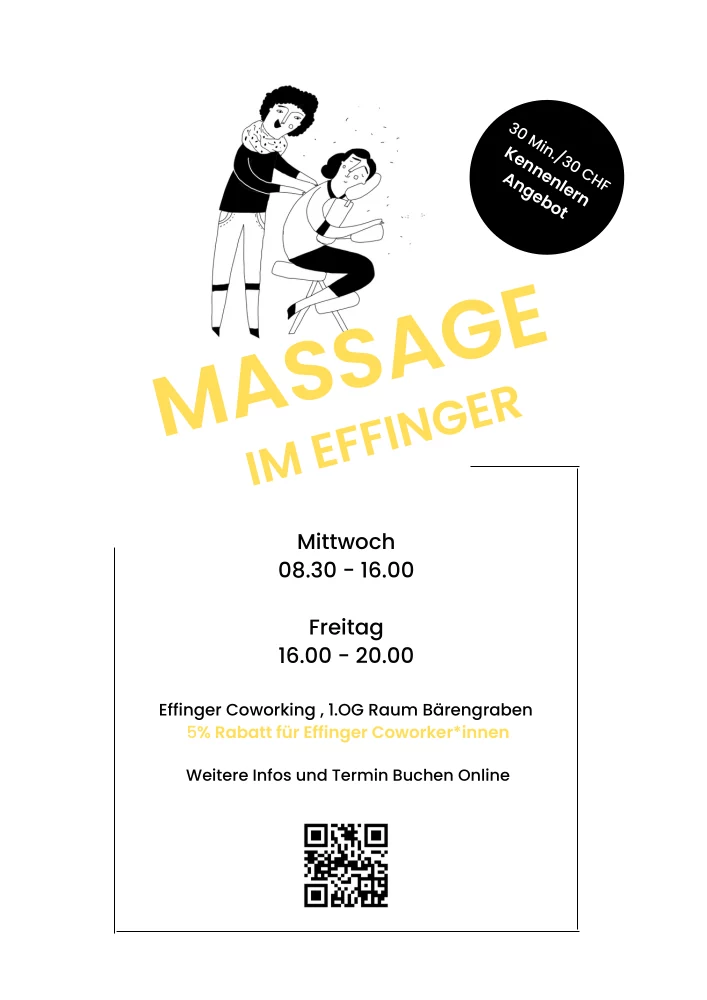 30 Min./30 CHF
Kennenlern
Angebot
MASSAGE
IM EFFINGER
Mittwoch
08.30 - 16.00
Freitag
16.00 - 20.00
Effinger Coworking , 1.OG Raum Bärengraben
5% Rabatt für Effinger Coworker*innen
Weitere Infos und Termin Buchen Online